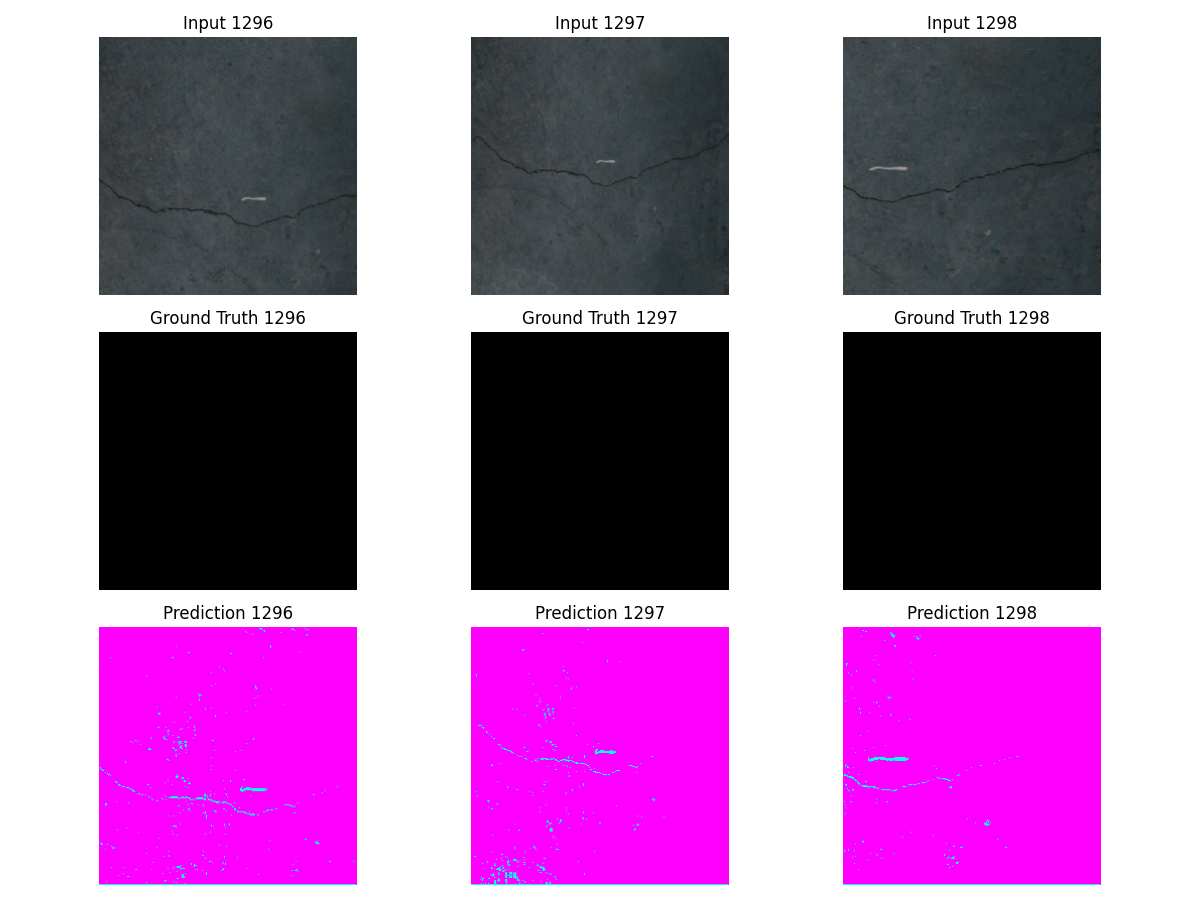 Input 1296
Input 1297
Input 1298
Ground Truth 1296
Ground Truth 1297
Ground Truth 1298
Prediction 1296
Prediction 1297
Prediction 1298